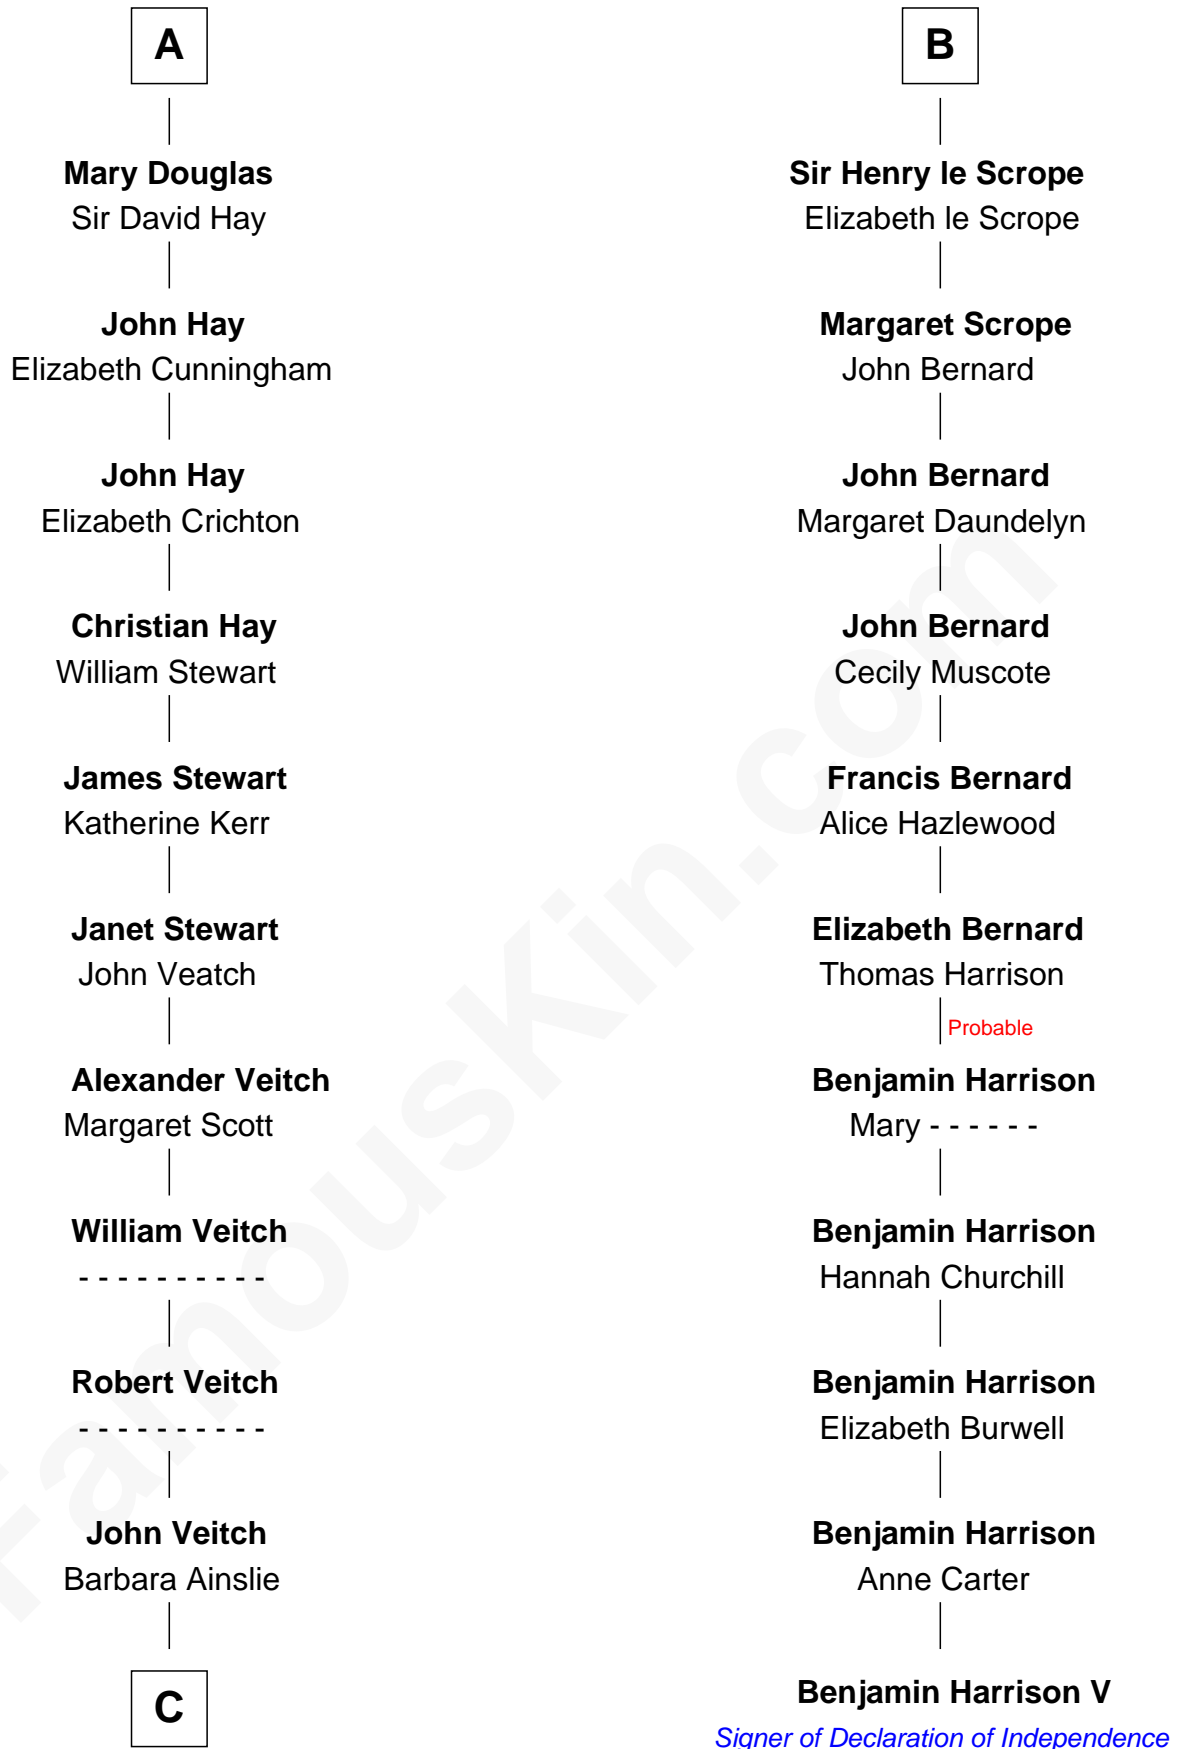 A
Mary Douglas
Sir David Hay
John Hay
Elizabeth Cunningham
John Hay
Elizabeth Crichton
Christian Hay
William Stewart
James Stewart
Katherine Kerr
Janet Stewart
John Veatch
Alexander Veitch
Margaret Scott
William Veitch
- - - - - - - - - -
Robert Veitch
- - - - - - - - - -
John Veitch
Barbara Ainslie
C
B
Sir Henry le Scrope
Elizabeth le Scrope
Margaret Scrope
John Bernard
John Bernard
Margaret Daundelyn
John Bernard
Cecily Muscote
Francis Bernard
Alice Hazlewood
Elizabeth Bernard
Thomas Harrison
Probable
Benjamin Harrison
Mary - - - - - -
Benjamin Harrison
Hannah Churchill
Benjamin Harrison
Elizabeth Burwell
Benjamin Harrison
Anne Carter
Benjamin Harrison V
Signer of Declaration of Independence
FamousKin.com